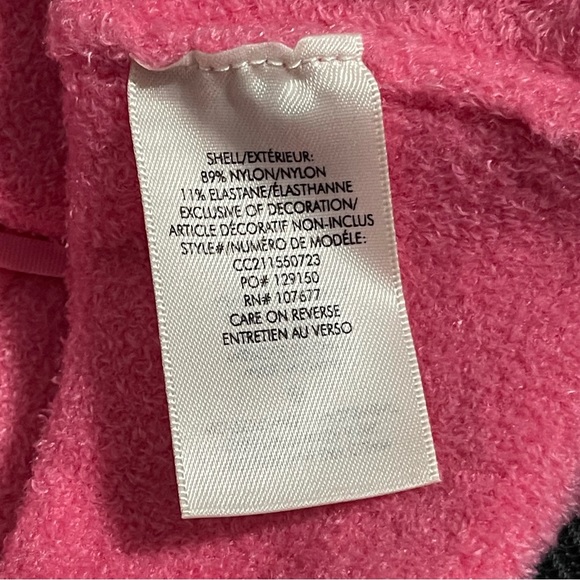 SHELL/EXTÉRIEUR:
89% NYLON/NYLON
11% ELASTANE/ÉLASTHANNE
EXCLUSIVE OF DECORATION/
ARTICLE DÉCORATIF NON-INCLUS
STYLE#/NUMÉRO DE MODÉLE:
CC211550723
PO# 129150
RN# 107677
CARE ON REVERSE
ENTRETIEN AU VERSO